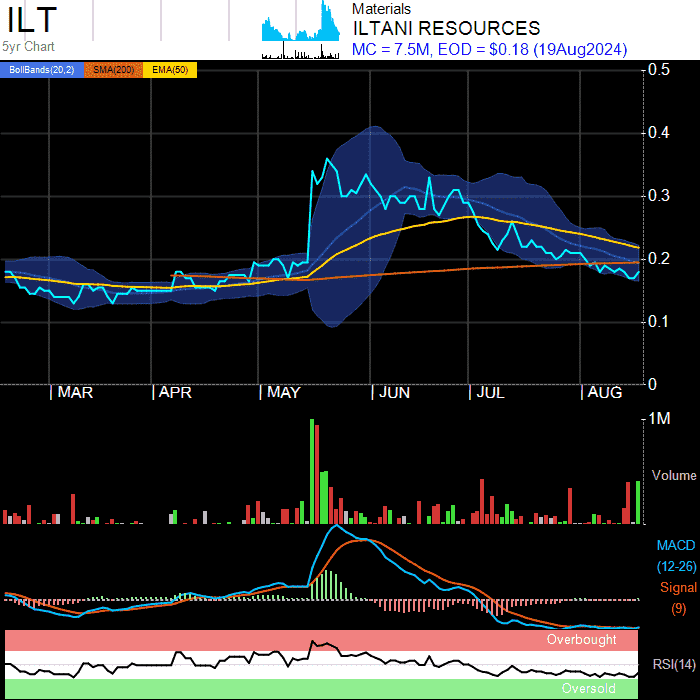 ILT
5yr Chart
Materials
ILTANI RESOURCES
MC = 7.5M, EOD = $0.18 (19Aug2024)
BollBands(20,2) SMA(200) EMA(50)
0.5
0.4
0.3
0.2
0.1
0
MAR APR MAY JUN JUL AUG
1M
Volume
MACD
(12-26)
Signal
(9)
Overbought
RSI(14)
Oversold